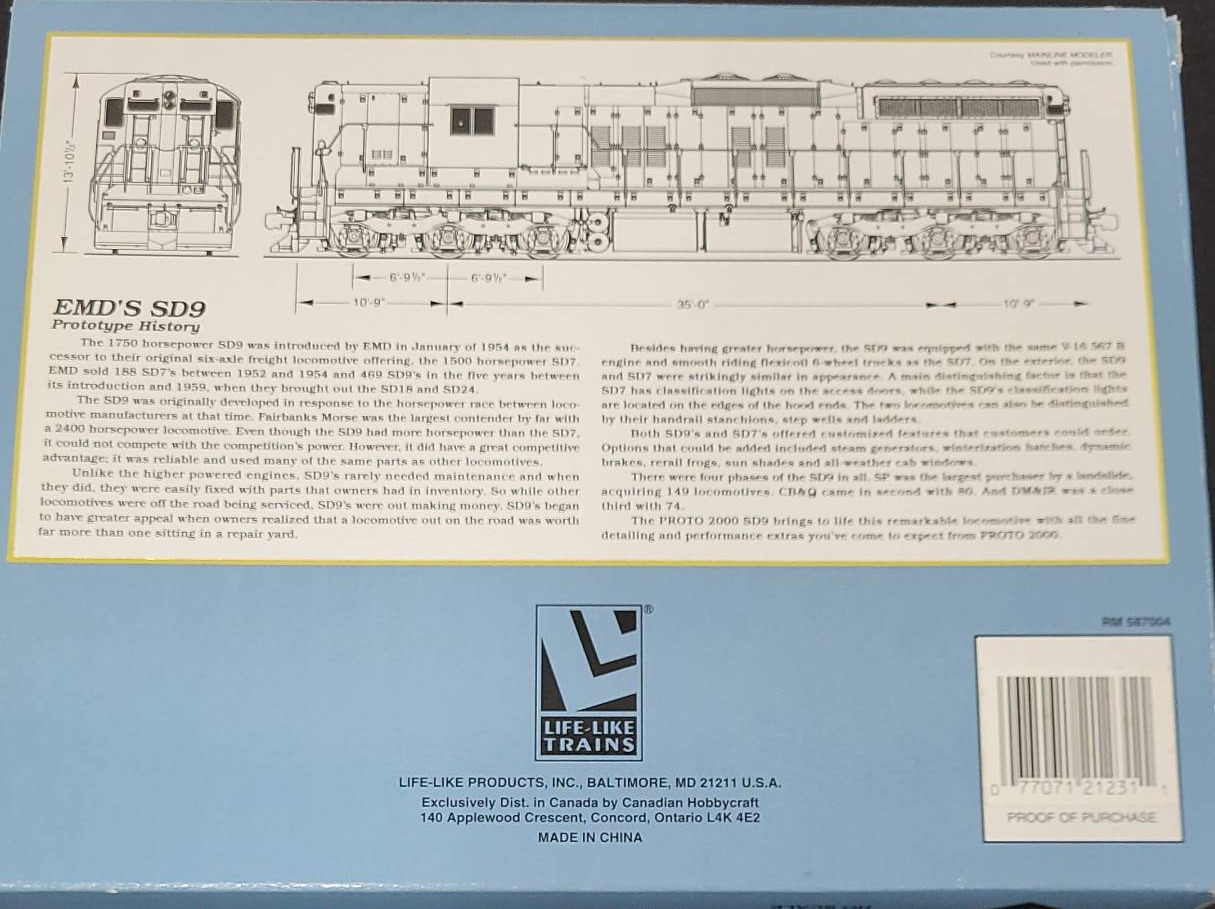 Courtesy MAINLINE MODELER
Used with permission
13'-10½"
6'-9½" 6'-9½"
10'-9" 35'-0" 10'-9"
EMD'S SD9
Prototype History
The 1750 horsepower SD9 was introduced by EMD in January of 1954 as the suc-
cessor to their original six-axle freight locomotive offering, the 1500 horsepower SD7.
EMD sold 188 SD7's between 1952 and 1954 and 469 SD9's in the five years between
its introduction and 1959, when they brought out the SD18 and SD24.
The SD9 was originally developed in response to the horsepower race between loco-
motive manufacturers at that time. Fairbanks Morse was the largest contender by far with
a 2400 horsepower locomotive. Even though the SD9 had more horsepower than the SD7,
it could not compete with the competition's power. However, it did have a great competitive
advantage; it was reliable and used many of the same parts as other locomotives.
Unlike the higher powered engines, SD9's rarely needed maintenance and when
they did, they were easily fixed with parts that owners had in inventory. So while other
locomotives were off the road being serviced, SD9's were out making money. SD9's began
to have greater appeal when owners realized that a locomotive out on the road was worth
far more than one sitting in a repair yard.
Besides having greater horsepower, the SD9 was equipped with the same V-16 567 B
engine and smooth riding flexicoil 6-wheel trucks as the SD7. On the exterior, the SD9
and SD7 were strikingly similar in appearance. A main distinguishing factor is that the
SD7 has classification lights on the access doors, while the SD9's classification lights
are located on the edges of the hood ends. The two locomotives can also be distinguished
by their handrail stanchions, step wells and ladders.
Both SD9's and SD7's offered customized features that customers could order.
Options that could be added included steam generators, winterization hatches, dynamic
brakes, rerail frogs, sun shades and all-weather cab windows.
There were four phases of the SD9 in all. SP was the largest purchaser by a landslide,
acquiring 149 locomotives. CB&Q came in second with 80. And DM&IR was a close
third with 74.
The PROTO 2000 SD9 brings to life this remarkable locomotive with all the fine
detailing and performance extras you've come to expect from PROTO 2000.
®
LIFE-LIKE
TRAINS
LIFE-LIKE PRODUCTS, INC., BALTIMORE, MD 21211 U.S.A.
Exclusively Dist. in Canada by Canadian Hobbycraft
140 Applewood Crescent, Concord, Ontario L4K 4E2
MADE IN CHINA
RM 587004
0 77071 21231 1
PROOF OF PURCHASE